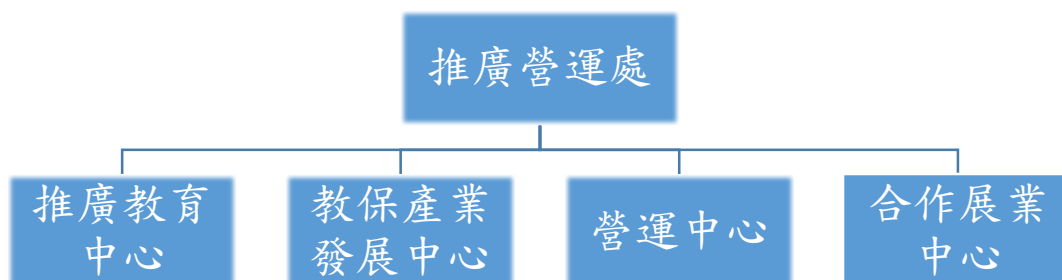 推廣營運處
推廣教育
中心
教保產業
發展中心
營運中心
合作展業
中心